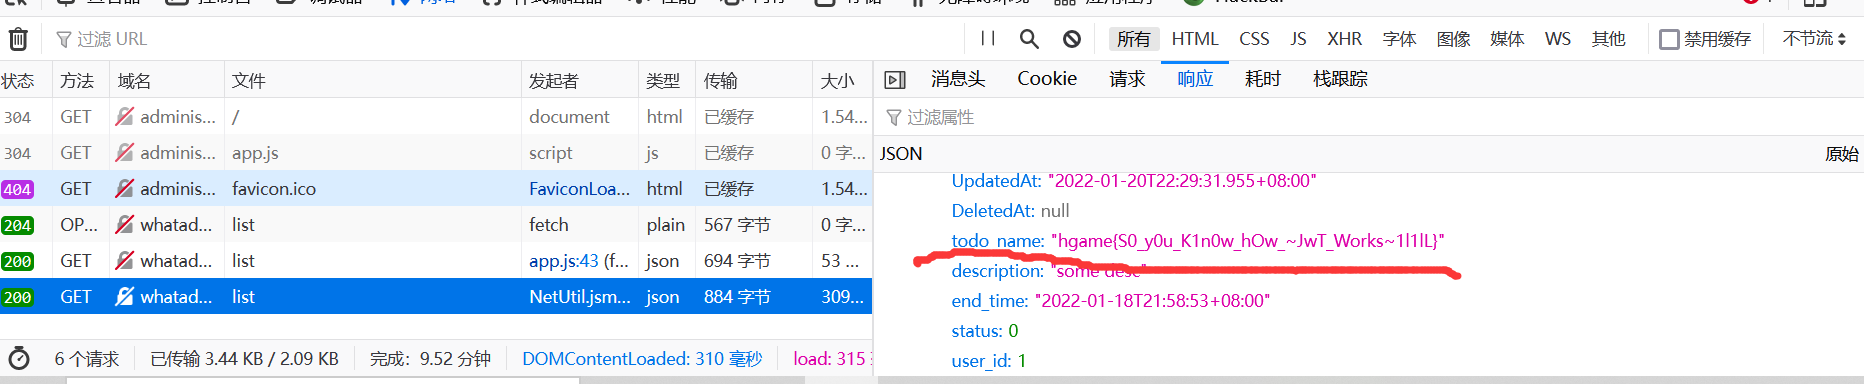 过滤 URL
所有 HTML CSS JS XHR 字体 图像 媒体 WS 其他 禁用缓存 不节流
状态 方法 域名 文件 发起者 类型 传输 大小
304 GET adminis... / document html 已缓存 1.54...
304 GET adminis... app.js script js 已缓存 0 字...
404 GET adminis... favicon.ico FaviconLoa... html 已缓存 1.54...
204 OP... whatad... list fetch plain 567 字节 0 字...
200 GET whatad... list app.js:43 (f... json 694 字节 53 ...
200 GET whatad... list NetUtil.jsm... json 884 字节 309...
6 个请求 已传输 3.44 KB / 2.09 KB 完成: 9.52 分钟 DOMContentLoaded: 310 毫秒 load: 315
消息头 Cookie 请求 响应 耗时 栈跟踪
过滤属性
JSON 原始
UpdatedAt: "2022-01-20T22:29:31.955+08:00"
DeletedAt: null
todo_name: "hgame{S0_y0u_K1n0w_hOw_~JwT_Works~1l1lL}"
description: "some desc"
end_time: "2022-01-18T21:58:53+08:00"
status: 0
user_id: 1